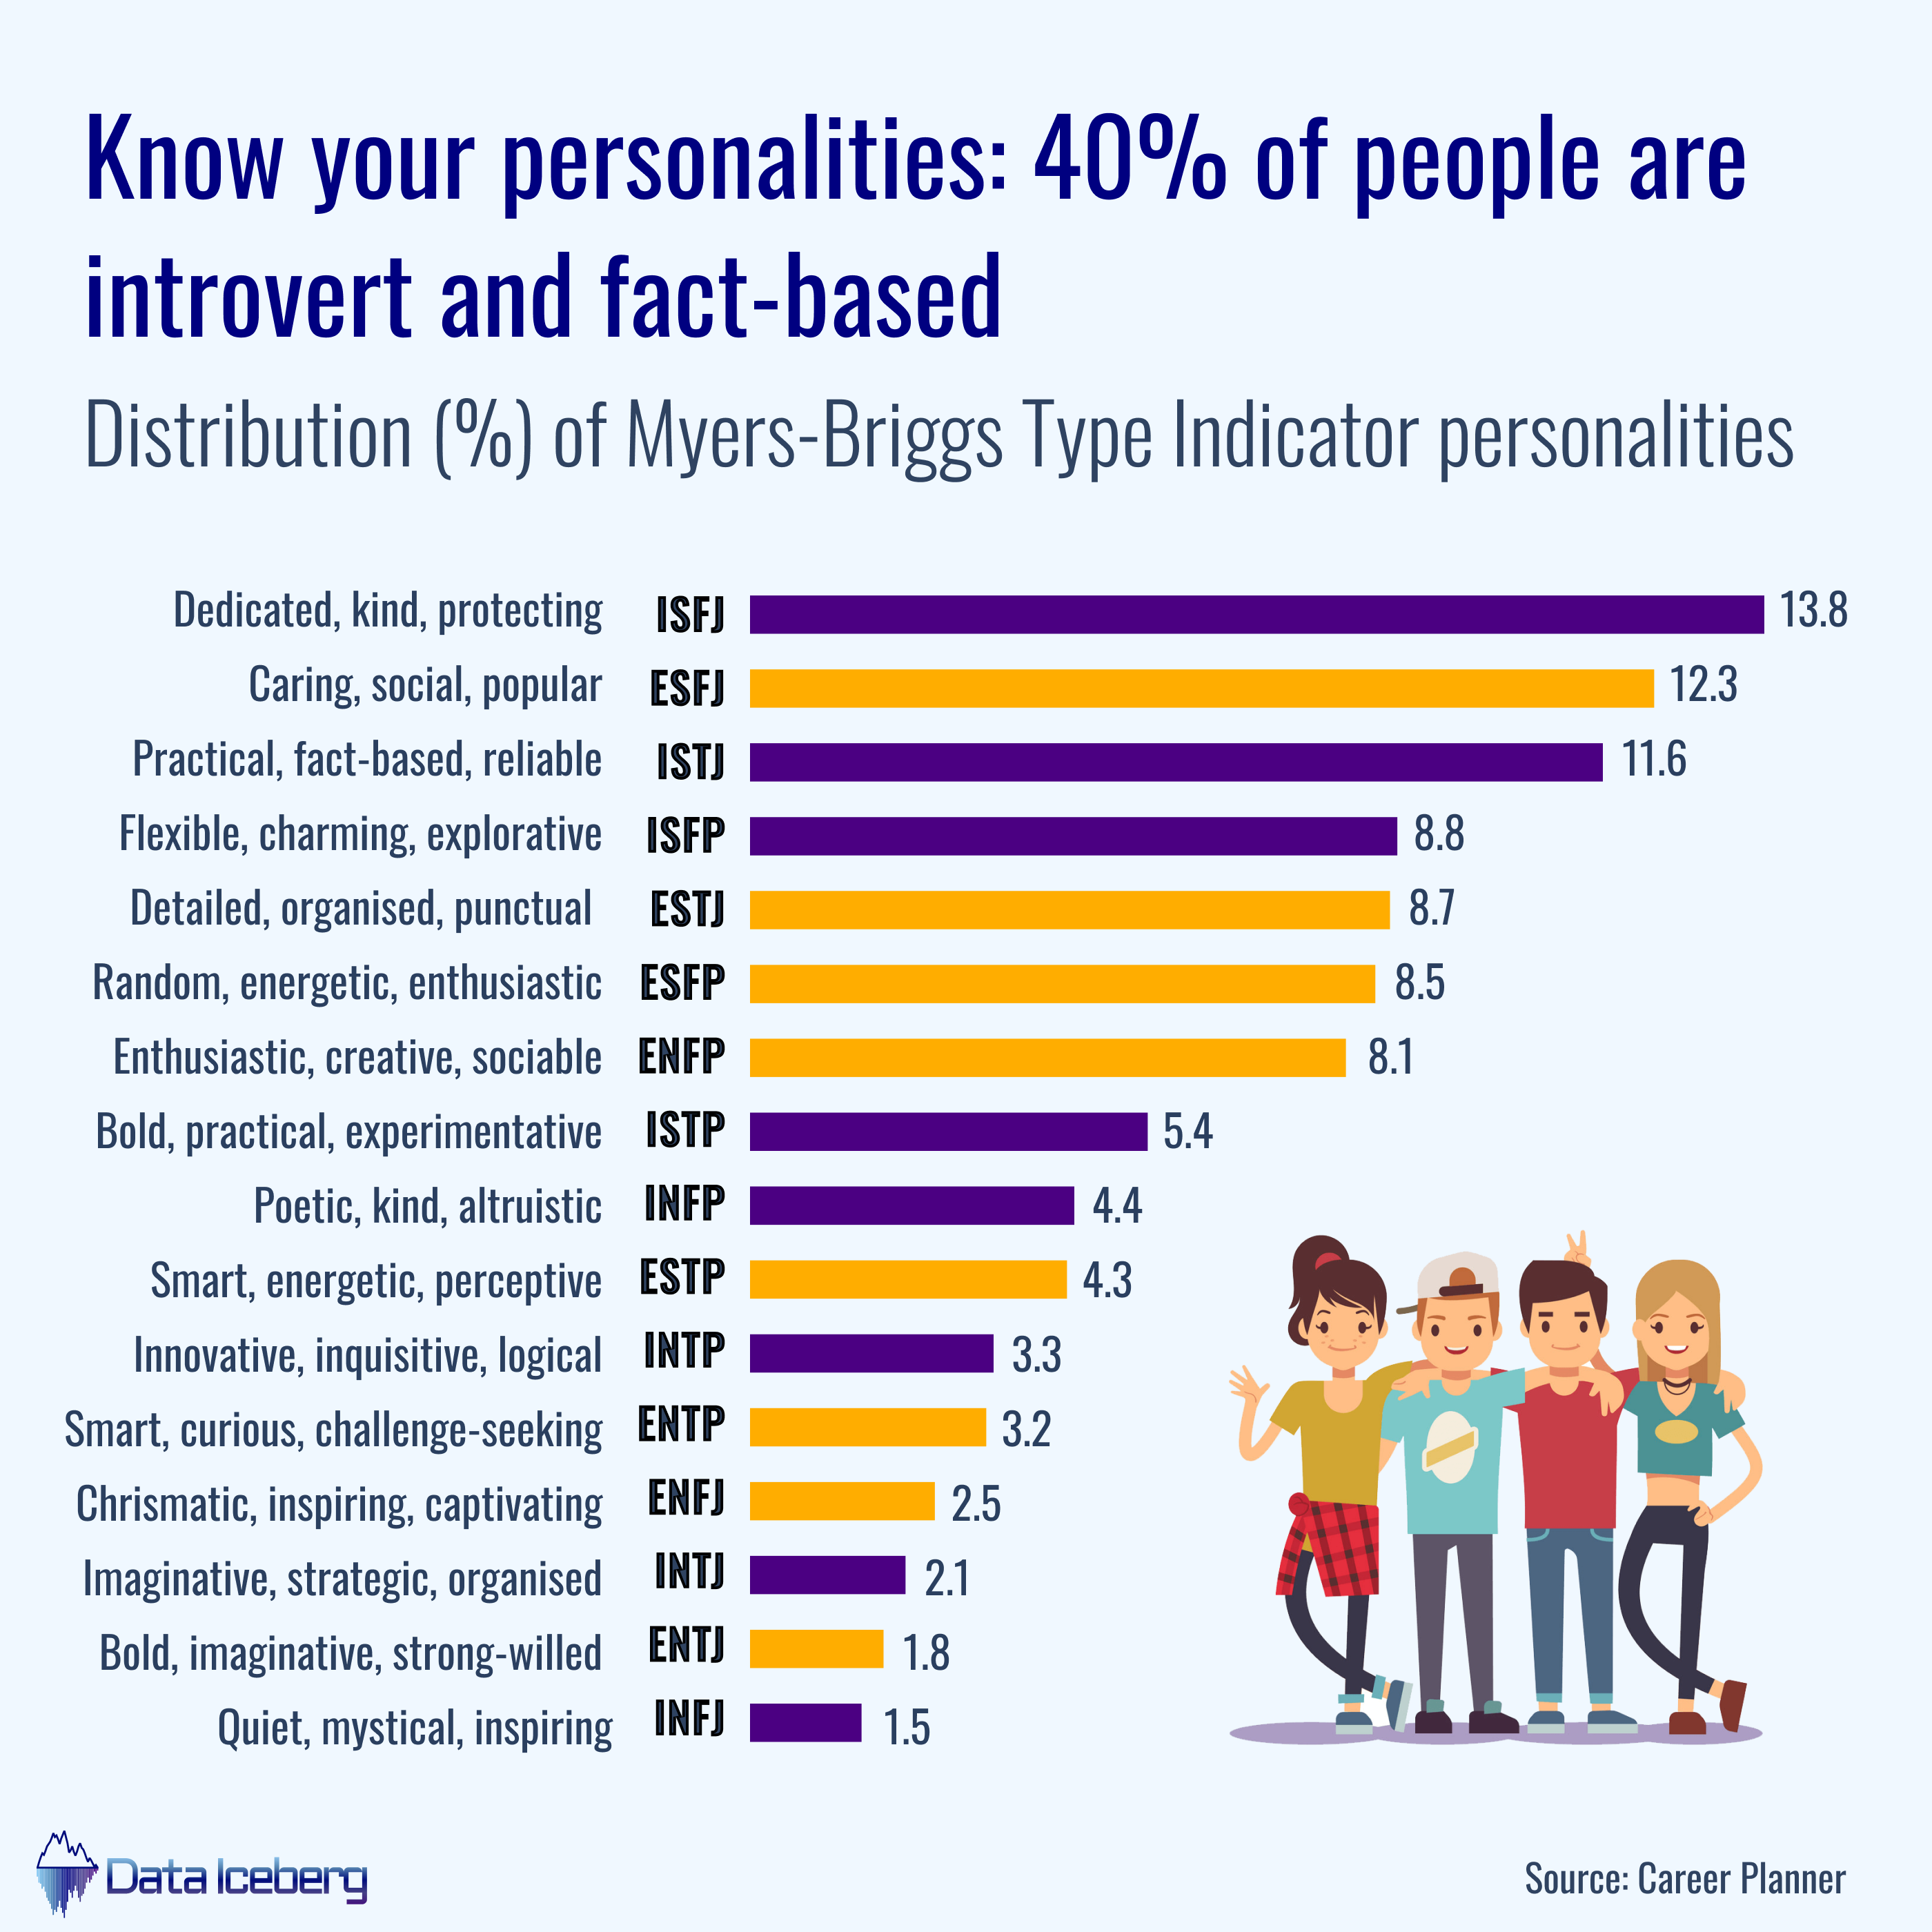 Know your personalities: 40% of people are
introvert and fact-based
Distribution (%) of Myers-Briggs Type Indicator personalities
Dedicated, kind, protecting ISFJ 13.8
Caring, social, popular ESFJ 12.3
Practical, fact-based, reliable ISTJ 11.6
Flexible, charming, explorative ISFP 8.8
Detailed, organised, punctual ESTJ 8.7
Random, energetic, enthusiastic ESFP 8.5
Enthusiastic, creative, sociable ENFP 8.1
Bold, practical, experimentative ISTP 5.4
Poetic, kind, altruistic INFP 4.4
Smart, energetic, perceptive ESTP 4.3
Innovative, inquisitive, logical INTP 3.3
Smart, curious, challenge-seeking ENTP 3.2
Chrismatic, inspiring, captivating ENFJ 2.5
Imaginative, strategic, organised INTJ 2.1
Bold, imaginative, strong-willed ENTJ 1.8
Quiet, mystical, inspiring INFJ 1.5
Data Iceberg
Source: Career Planner